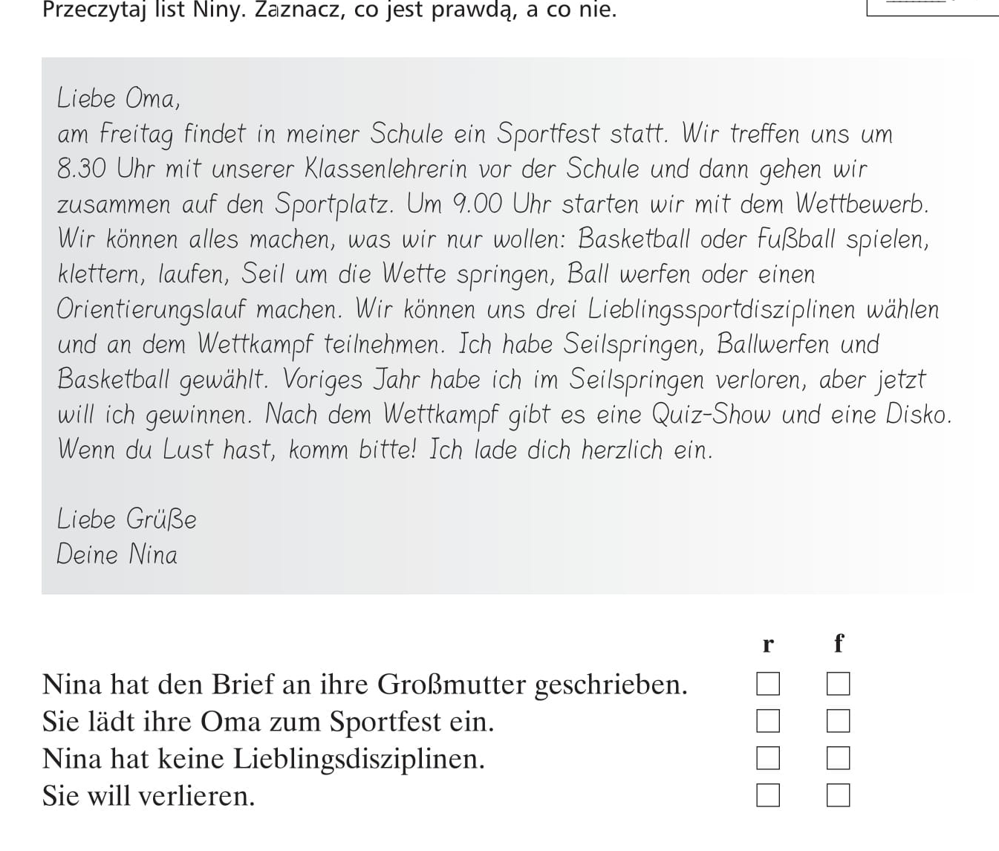 Przeczytaj list Niny. Zaznacz, co jest prawdą, a co nie.
Liebe Oma,
am Freitag findet in meiner Schule ein Sportfest statt. Wir treffen uns um
8.30 Uhr mit unserer Klassenlehrerin vor der Schule und dann gehen wir
zusammen auf den Sportplatz. Um 9.00 Uhr starten wir mit dem Wettbewerb.
Wir können alles machen, was wir nur wollen: Basketball oder Fußball spielen,
klettern, laufen, Seil um die Wette springen, Ball werfen oder einen
Orientierungslauf machen. Wir können uns drei Lieblingssportdisziplinen wählen
und an dem Wettkampf teilnehmen. Ich habe Seilspringen, Ballwerfen und
Basketball gewählt. Voriges Jahr habe ich im Seilspringen verloren, aber jetzt
will ich gewinnen. Nach dem Wettkampf gibt es eine Quiz-Show und eine Disko.
Wenn du Lust hast, komm bitte! Ich lade dich herzlich ein.
Liebe Grüße
Deine Nina
r f
Nina hat den Brief an ihre Großmutter geschrieben.
Sie lädt ihre Oma zum Sportfest ein.
Nina hat keine Lieblingsdisziplinen.
Sie will verlieren.